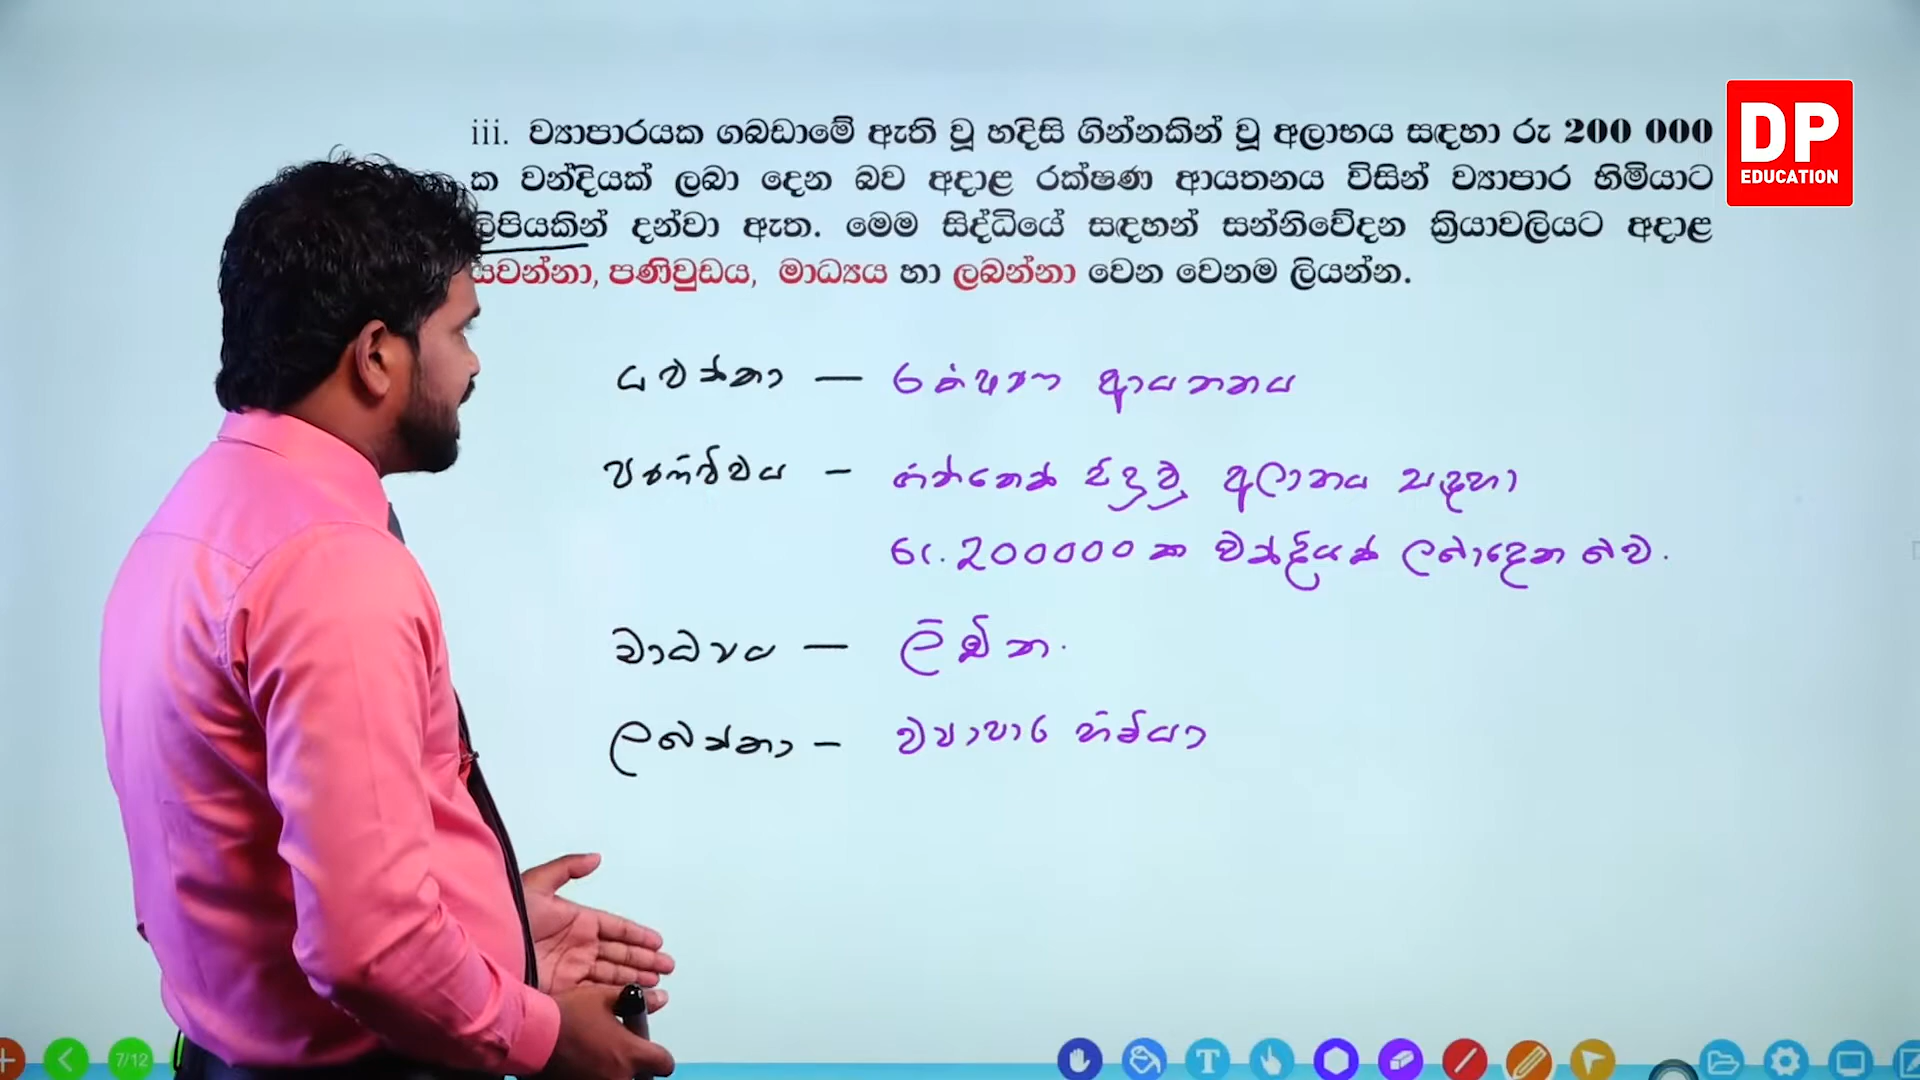 DP
EDUCATION
iii. ව්‍යාපාරයක ගබඩාමේ ඇති වූ හදිසි ගින්නකින් වූ අලාභය සඳහා රු 200 000
ක වන්දියක් ලබා දෙන බව අදාළ රක්ෂණ ආයතනය විසින් ව්‍යාපාර හිමියාට
ලිපියකින් දන්වා ඇත. මෙම සිද්ධියේ සඳහන් සන්නිවේදන ක්‍රියාවලියට අදාළ
යවන්නා, පණිවුඩය, මාධ්‍යය හා ලබන්නා වෙන වෙනම ලියන්න.
යවන්නා — රක්ෂණ ආයතනය
පණිවිඩය – ගින්නෙන් සිදුවූ අලාභය සඳහා
රු. 200000 ක වන්දියක් ලබාදෙන බව.
මාධ්‍යය — ලිඛිත.
ලබන්නා – ව්‍යාපාර හිමියා
7/12
T